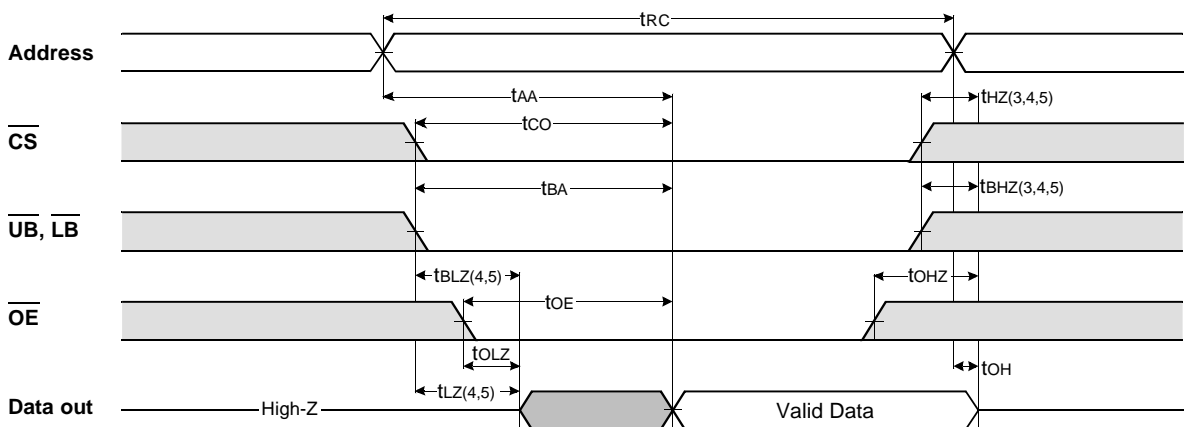 tRC
Address
tAA
tHZ(3,4,5)
CS
tCO
tBA
tBHZ(3,4,5)
UB, LB
tBLZ(4,5)
tOHZ
tOE
OE
tOLZ
tOH
tLZ(4,5)
Data out
High-Z
Valid Data